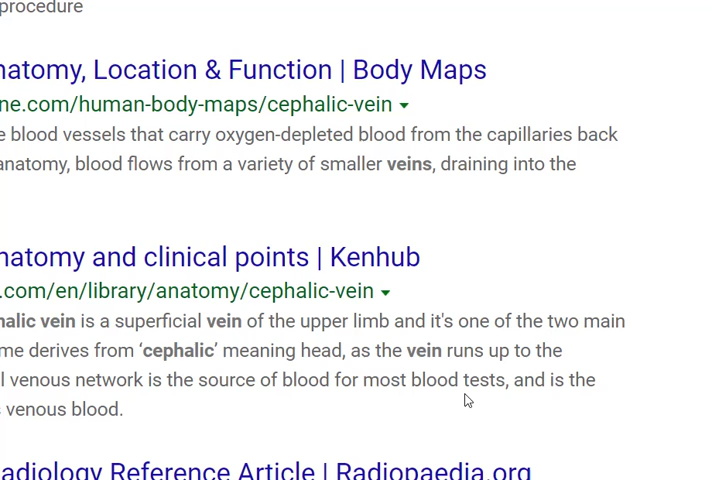 procedure
natomy, Location & Function | Body Maps
ne.com/human-body-maps/cephalic-vein
e blood vessels that carry oxygen-depleted blood from the capillaries back
anatomy, blood flows from a variety of smaller veins, draining into the
natomy and clinical points | Kenhub
.com/en/library/anatomy/cephalic-vein
halic vein is a superficial vein of the upper limb and it's one of the two main
me derives from ‘cephalic’ meaning head, as the vein runs up to the
l venous network is the source of blood for most blood tests, and is the
s venous blood.
adiology Reference Article | Radiopaedia.org